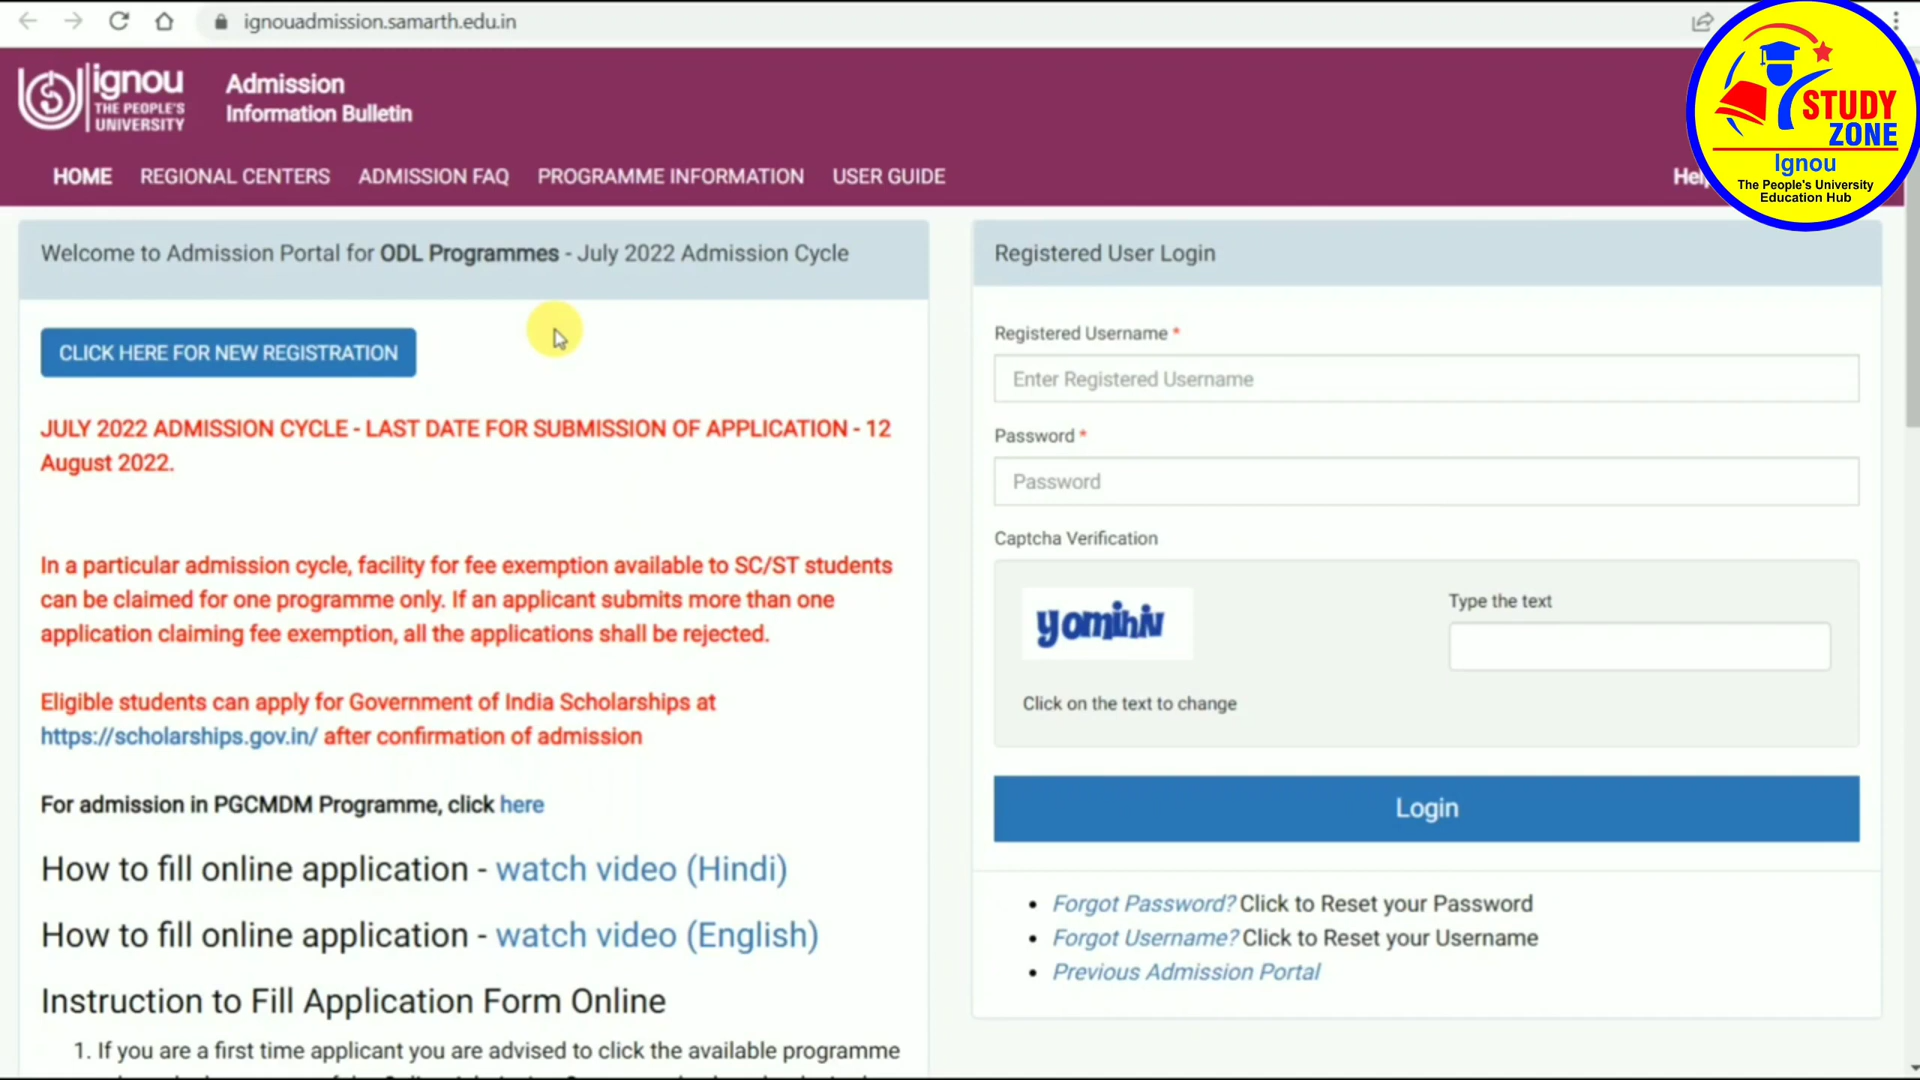 ignouadmission.samarth.edu.in
ignou
THE PEOPLE'S
UNIVERSITY
Admission
Information Bulletin
STUDY
ZONE
Ignou
The People's University
Education Hub
HOME
REGIONAL CENTERS
ADMISSION FAQ
PROGRAMME INFORMATION
USER GUIDE
Welcome to Admission Portal for ODL Programmes - July 2022 Admission Cycle
CLICK HERE FOR NEW REGISTRATION
JULY 2022 ADMISSION CYCLE - LAST DATE FOR SUBMISSION OF APPLICATION - 12
August 2022.
In a particular admission cycle, facility for fee exemption available to SC/ST students
can be claimed for one programme only. If an applicant submits more than one
application claiming fee exemption, all the applications shall be rejected.
Eligible students can apply for Government of India Scholarships at
https://scholarships.gov.in/ after confirmation of admission
For admission in PGCMDM Programme, click here
How to fill online application - watch video (Hindi)
How to fill online application - watch video (English)
Instruction to Fill Application Form Online
1. If you are a first time applicant you are advised to click the available programme
Registered User Login
Registered Username *
Enter Registered Username
Password *
Password
Captcha Verification
yomihiv
Type the text
Click on the text to change
Login
• Forgot Password? Click to Reset your Password
• Forgot Username? Click to Reset your Username
• Previous Admission Portal